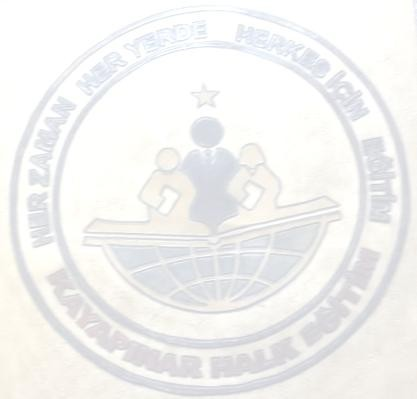 HER ZAMAN HER YERDE HERKES İÇİN EĞİTİM
KAYAPINAR HALK EĞİTİM